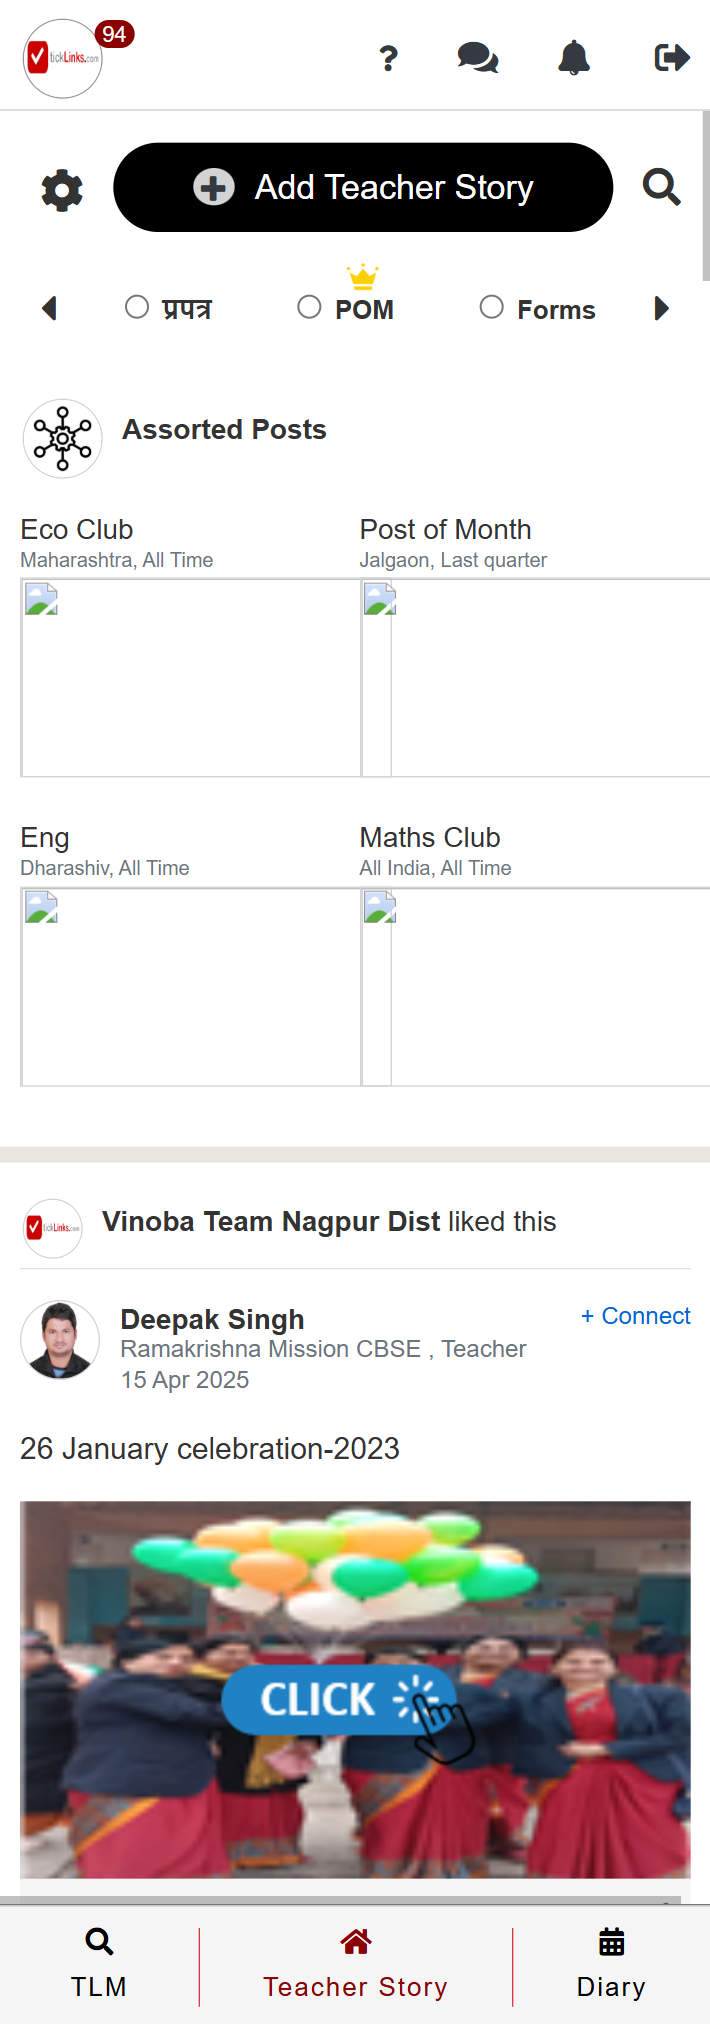 94
tickLinks.com
?
Add Teacher Story
प्रपत्र
POM
Forms
Assorted Posts
Eco Club
Maharashtra, All Time
Post of Month
Jalgaon, Last quarter
Eng
Dharashiv, All Time
Maths Club
All India, All Time
tickLinks.com
Vinoba Team Nagpur Dist liked this
Deepak Singh
+ Connect
Ramakrishna Mission CBSE , Teacher
15 Apr 2025
26 January celebration-2023
CLICK
TLM
Teacher Story
Diary